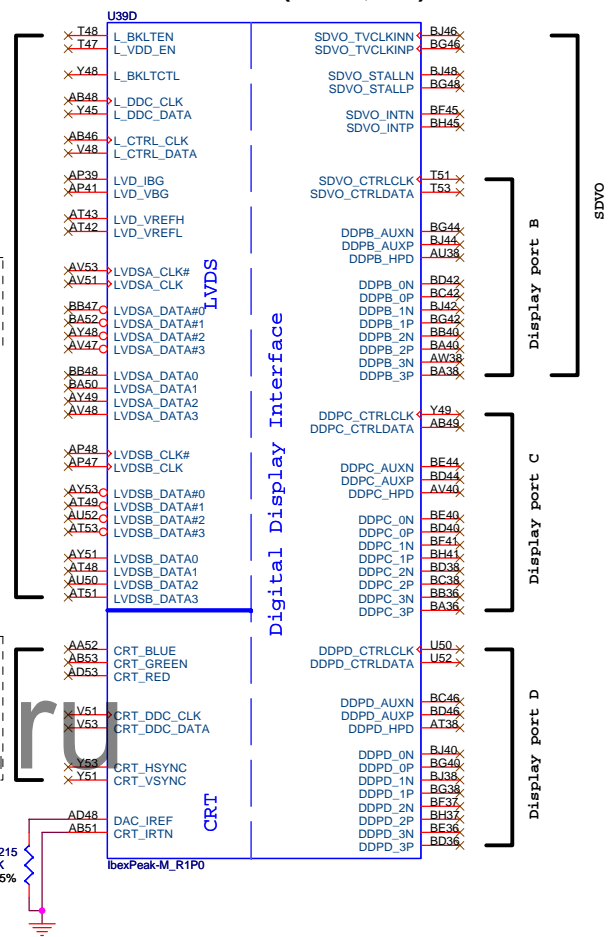 U39D
T48 L_BKLTEN
T47 L_VDD_EN
Y48 L_BKLTCTL
AB48 L_DDC_CLK
Y45 L_DDC_DATA
AB46 L_CTRL_CLK
V48 L_CTRL_DATA
AP39 LVD_IBG
AP41 LVD_VBG
AT43 LVD_VREFH
AT42 LVD_VREFL
AV53 LVDSA_CLK#
AV51 LVDSA_CLK
BB47 LVDSA_DATA#0
BA52 LVDSA_DATA#1
AY48 LVDSA_DATA#2
AV47 LVDSA_DATA#3
BB48 LVDSA_DATA0
BA50 LVDSA_DATA1
AY49 LVDSA_DATA2
AV48 LVDSA_DATA3
AP48 LVDSB_CLK#
AP47 LVDSB_CLK
AY53 LVDSB_DATA#0
AT49 LVDSB_DATA#1
AU52 LVDSB_DATA#2
AT53 LVDSB_DATA#3
AY51 LVDSB_DATA0
AT48 LVDSB_DATA1
AU50 LVDSB_DATA2
AT51 LVDSB_DATA3
AA52 CRT_BLUE
AB53 CRT_GREEN
AD53 CRT_RED
V51 CRT_DDC_CLK
V53 CRT_DDC_DATA
Y53 CRT_HSYNC
Y51 CRT_VSYNC
AD48 DAC_IREF
AB51 CRT_IRTN
LVDS
CRT
Digital Display Interface
SDVO_TVCLKINN BJ46
SDVO_TVCLKINP BG46
SDVO_STALLN BJ48
SDVO_STALLP BG48
SDVO_INTN BF45
SDVO_INTP BH45
SDVO_CTRLCLK T51
SDVO_CTRLDATA T53
DDPB_AUXN BG44
DDPB_AUXP BJ44
DDPB_HPD AU38
DDPB_0N BD42
DDPB_0P BC42
DDPB_1N BJ42
DDPB_1P BG42
DDPB_2N BB40
DDPB_2P BA40
DDPB_3N AW38
DDPB_3P BA38
DDPC_CTRLCLK Y49
DDPC_CTRLDATA AB49
DDPC_AUXN BE44
DDPC_AUXP BD44
DDPC_HPD AV40
DDPC_0N BE40
DDPC_0P BD40
DDPC_1N BF41
DDPC_1P BH41
DDPC_2N BD38
DDPC_2P BC38
DDPC_3N BB36
DDPC_3P BA36
DDPD_CTRLCLK U50
DDPD_CTRLDATA U52
DDPD_AUXN BC46
DDPD_AUXP BD46
DDPD_HPD AT38
DDPD_0N BJ40
DDPD_0P BG40
DDPD_1N BJ38
DDPD_1P BG38
DDPD_2N BF37
DDPD_2P BH37
DDPD_3N BE36
DDPD_3P BD36
Display port B
Display port C
Display port D
SDVO
ru
215
K
5%
IbexPeak-M_R1P0